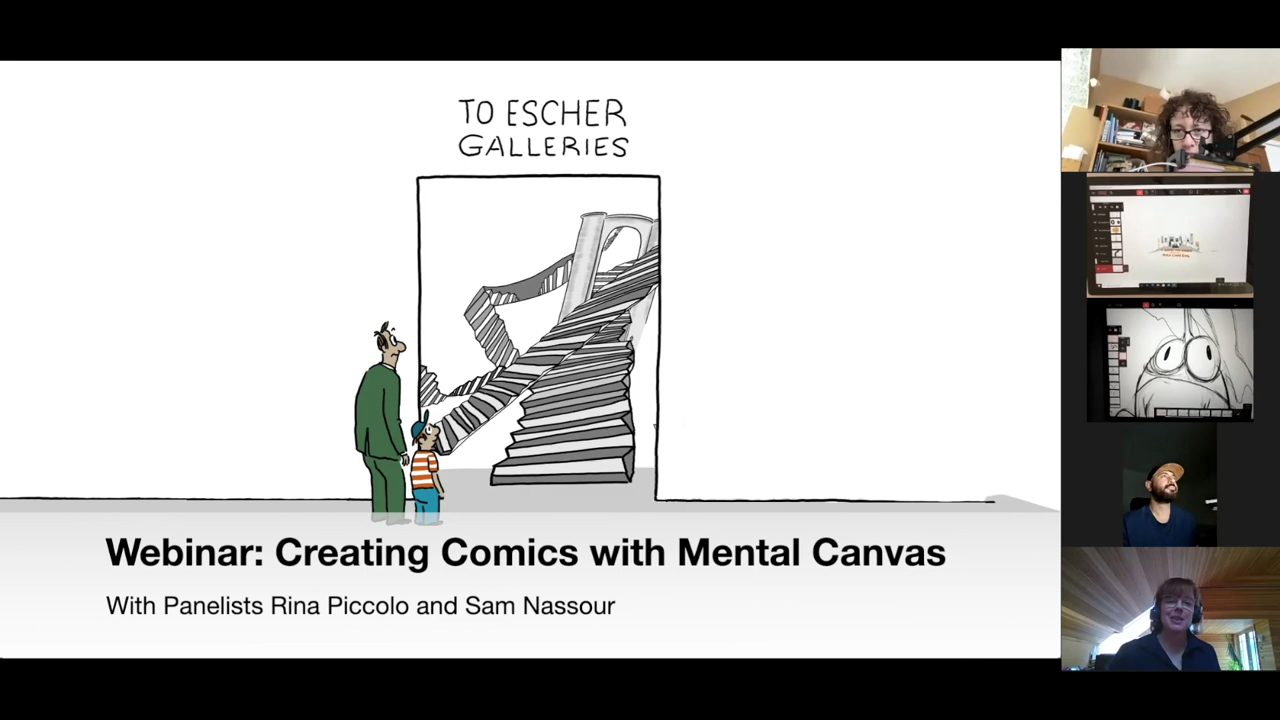 TO ESCHER
GALLERIES
Webinar: Creating Comics with Mental Canvas
With Panelists Rina Piccolo and Sam Nassour